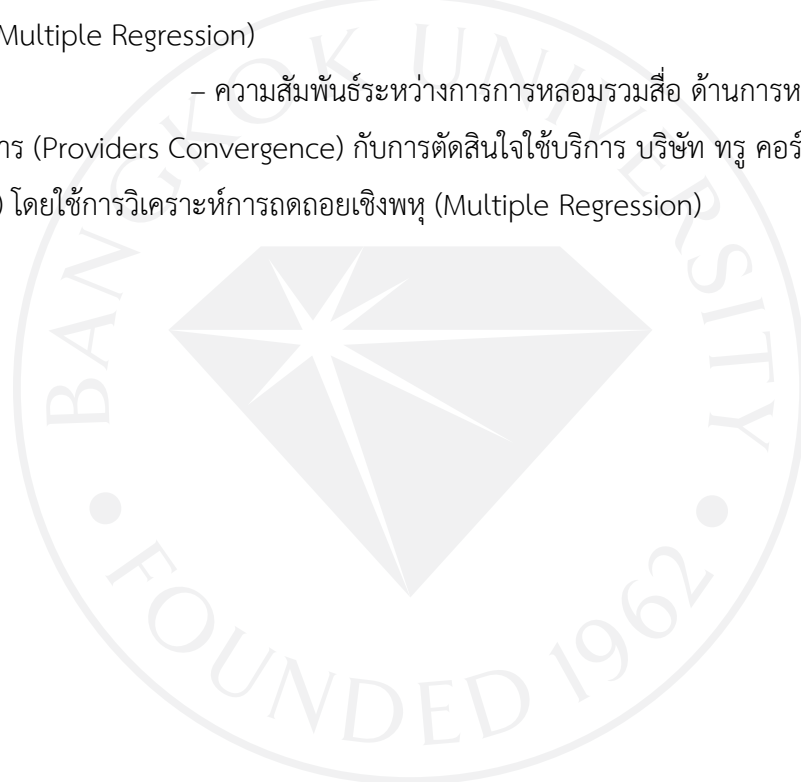 Multiple Regression)
– ความสัมพันธ์ระหว่างการการหลอมรวมสื่อ ด้านการห
าร (Providers Convergence) กับการตัดสินใจใช้บริการ บริษัท ทรู คอร์
) โดยใช้การวิเคราะห์การถดถอยเชิงพหุ (Multiple Regression)
BANGKOK UNIVERSITY
• FOUNDED 1962 •